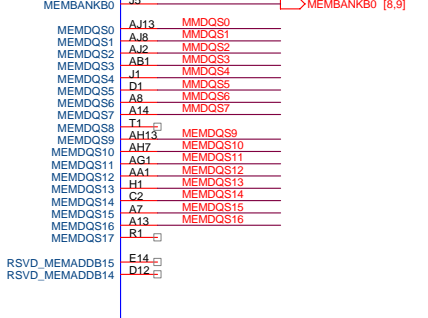 MEMBANKB0 J5 MEMBANKB0 [8,9]
MEMDQS0 AJ13 MMDQS0
MEMDQS1 AJ8 MMDQS1
MEMDQS2 AJ2 MMDQS2
MEMDQS3 AB1 MMDQS3
MEMDQS4 J1 MMDQS4
MEMDQS5 D1 MMDQS5
MEMDQS6 A8 MMDQS6
MEMDQS7 A14 MMDQS7
MEMDQS8 T1
MEMDQS9 AH13 MEMDQS9
MEMDQS10 AH7 MEMDQS10
MEMDQS11 AG1 MEMDQS11
MEMDQS12 AA1 MEMDQS12
MEMDQS13 H1 MEMDQS13
MEMDQS14 C2 MEMDQS14
MEMDQS15 A7 MEMDQS15
MEMDQS16 A13 MEMDQS16
MEMDQS17 R1
RSVD_MEMADDB15 E14
RSVD_MEMADDB14 D12